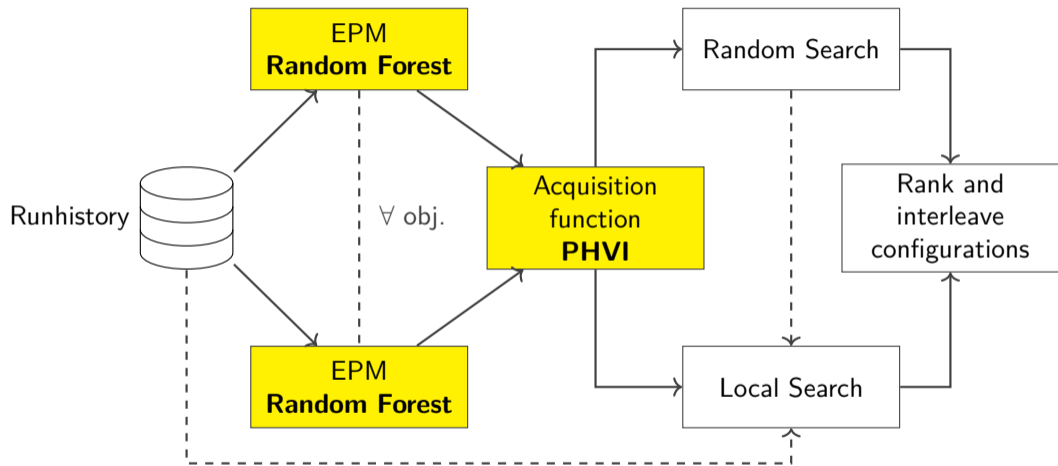 EPM
Random Forest
Random Search
Runhistory
∀ obj.
Acquisition
function
PHVI
Rank and
interleave
configurations
EPM
Random Forest
Local Search